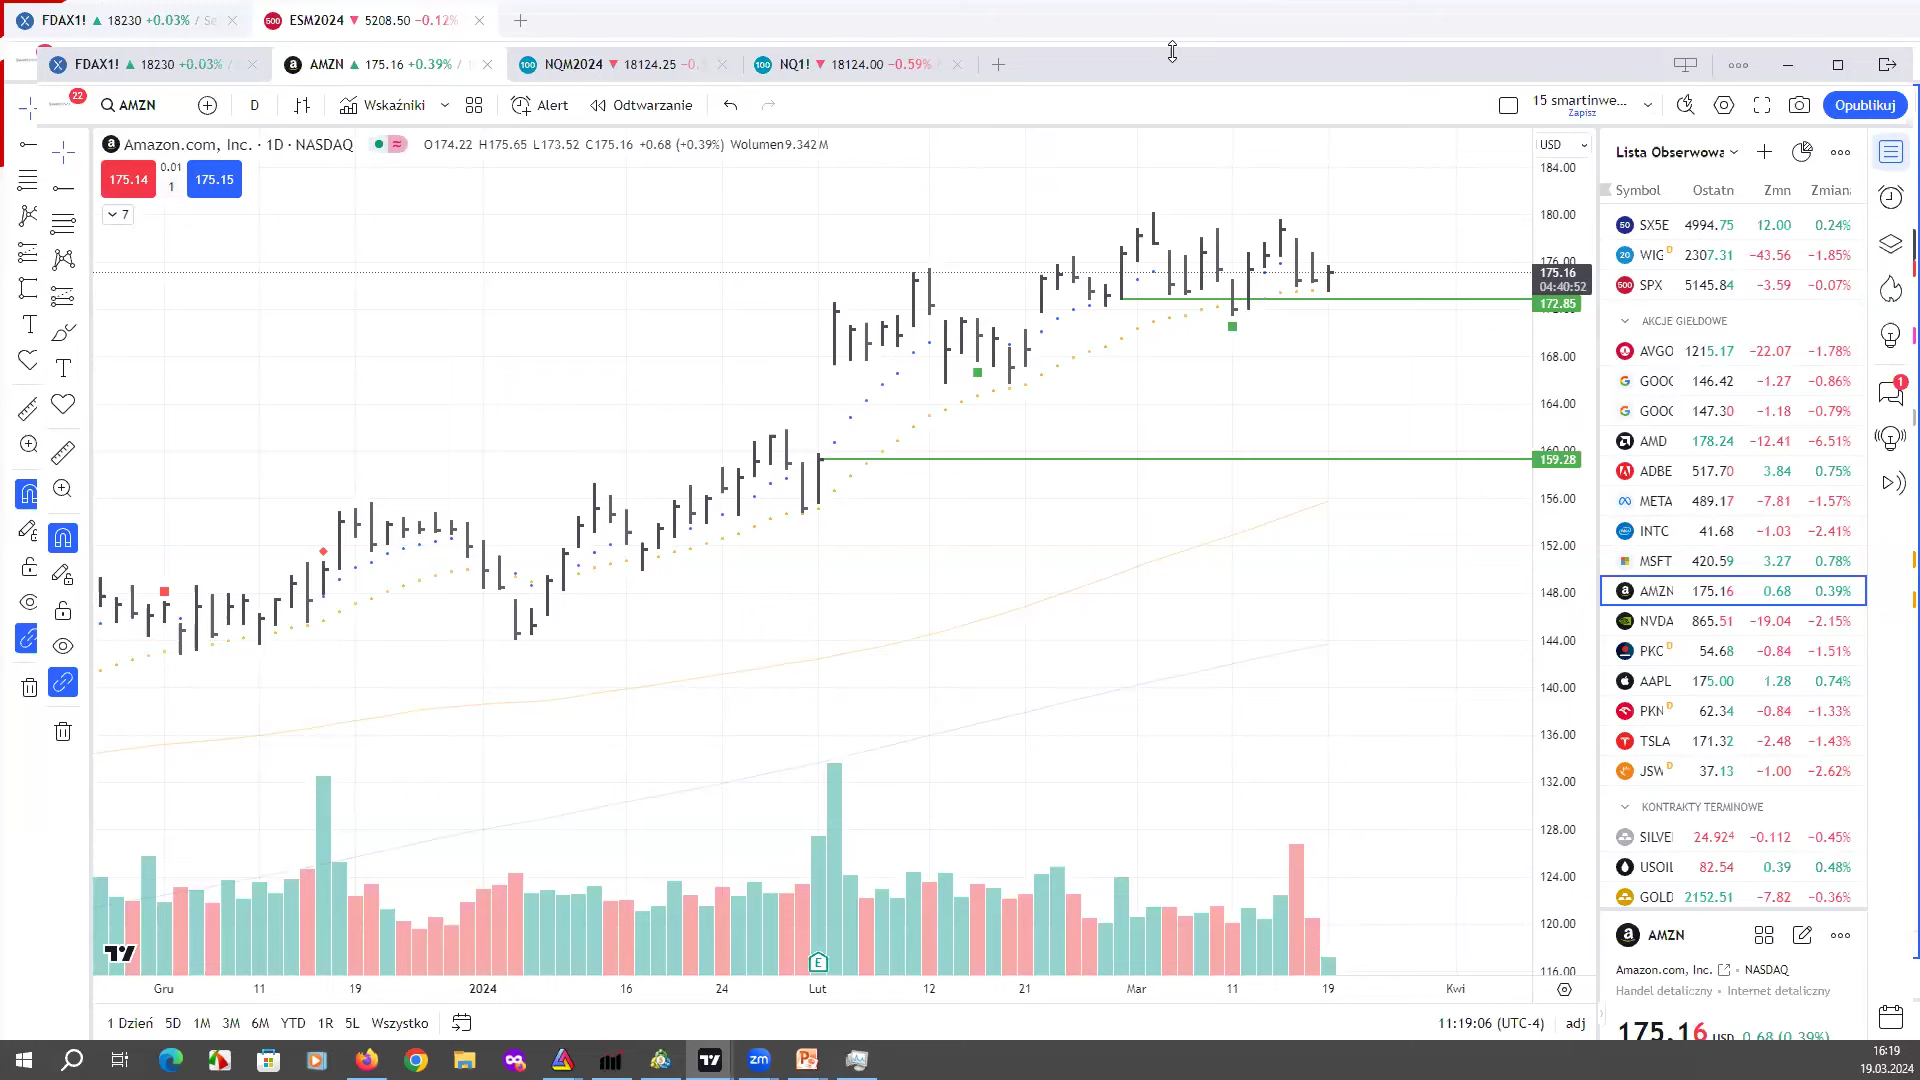 FDAX1! ▲ 18230 +0.03% / Se
ESM2024 ▼ 5208.50 −0.12%
FDAX1! ▲ 18230 +0.03% /
AMZN ▲ 175.16 +0.39% /
NQM2024 ▼ 18124.25 −0.
NQ1! ▼ 18124.00 −0.59%
22
AMZN
D
Wskaźniki
Alert
Odtwarzanie
15 smartinwe...
Zapisz
Opublikuj
Amazon.com, Inc. · 1D · NASDAQ
O174.22 H175.65 L173.52 C175.16 +0.68 (+0.39%) Wolumen9.342M
175.14
0.01
1
175.15
7
USD
184.00
180.00
176.00
175.16
04:40:52
172.85
168.00
164.00
160.00
159.28
156.00
152.00
148.00
144.00
140.00
136.00
132.00
128.00
124.00
120.00
116.00
E
Gru 11 19 2024 16 24 Lut 12 21 Mar 11 19 Kwi
1 Dzień 5D 1M 3M 6M YTD 1R 5L Wszystko
11:19:06 (UTC-4) adj
Lista Obserwowa
Symbol Ostatn Zmn Zmian
SX5E 4994.75 12.00 0.24%
WIG D 2307.31 −43.56 −1.85%
SPX 5145.84 −3.59 −0.07%
AKCJE GIEŁDOWE
AVGO 1215.17 −22.07 −1.78%
GOOG 146.42 −1.27 −0.86%
GOOG 147.30 −1.18 −0.79%
AMD 178.24 −12.41 −6.51%
ADBE 517.70 3.84 0.75%
META 489.17 −7.81 −1.57%
INTC 41.68 −1.03 −2.41%
MSFT 420.59 3.27 0.78%
AMZN 175.16 0.68 0.39%
NVDA 865.51 −19.04 −2.15%
PKO D 54.68 −0.84 −1.51%
AAPL 175.00 1.28 0.74%
PKN D 62.34 −0.84 −1.33%
TSLA 171.32 −2.48 −1.43%
JSW D 37.13 −1.00 −2.62%
KONTRAKTY TERMINOWE
SILVE 24.924 −0.112 −0.45%
USOIL 82.54 0.39 0.48%
GOLD 2152.51 −7.82 −0.36%
AMZN
Amazon.com, Inc. • NASDAQ
Handel detaliczny • Internet detaliczny
175.16 USD 0.68 (0.39%)
1
16:19
19.03.2024